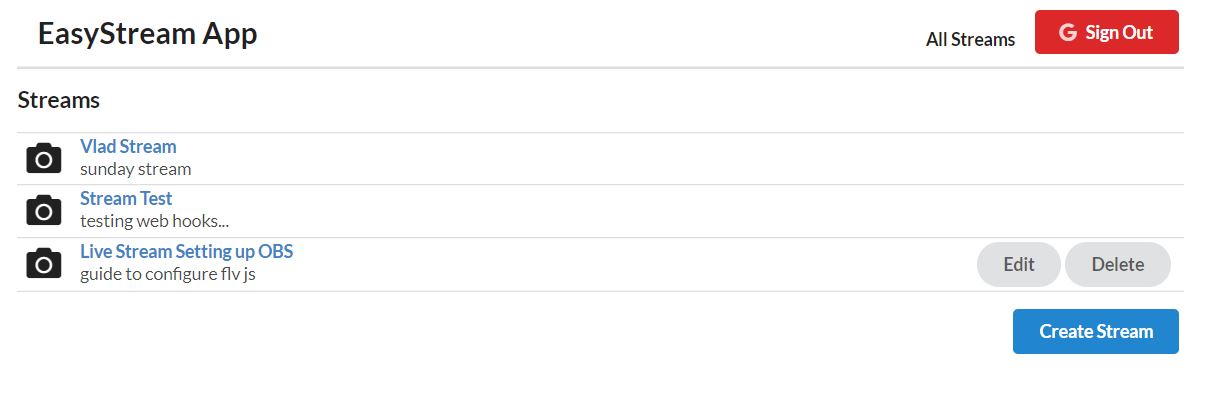 EasyStream App
All Streams
Sign Out
Streams
Vlad Stream
sunday stream
Stream Test
testing web hooks...
Live Stream Setting up OBS
guide to configure flv js
Edit
Delete
Create Stream